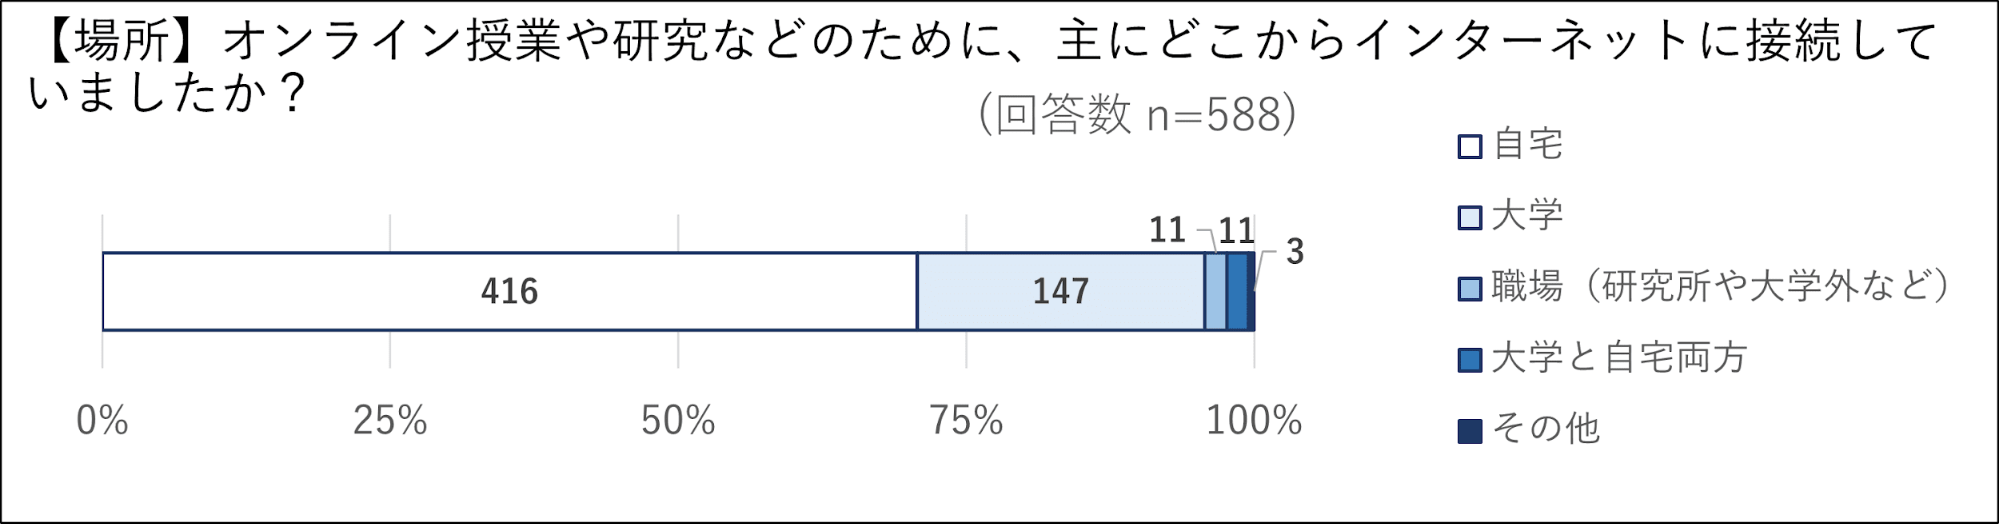 【場所】オンライン授業や研究などのために、主にどこからインターネットに接続して
いましたか？
（回答数 n=588）
自宅
大学
職場（研究所や大学外など）
大学と自宅両方
その他
11
11
3
416
147
0%
25%
50%
75%
100%